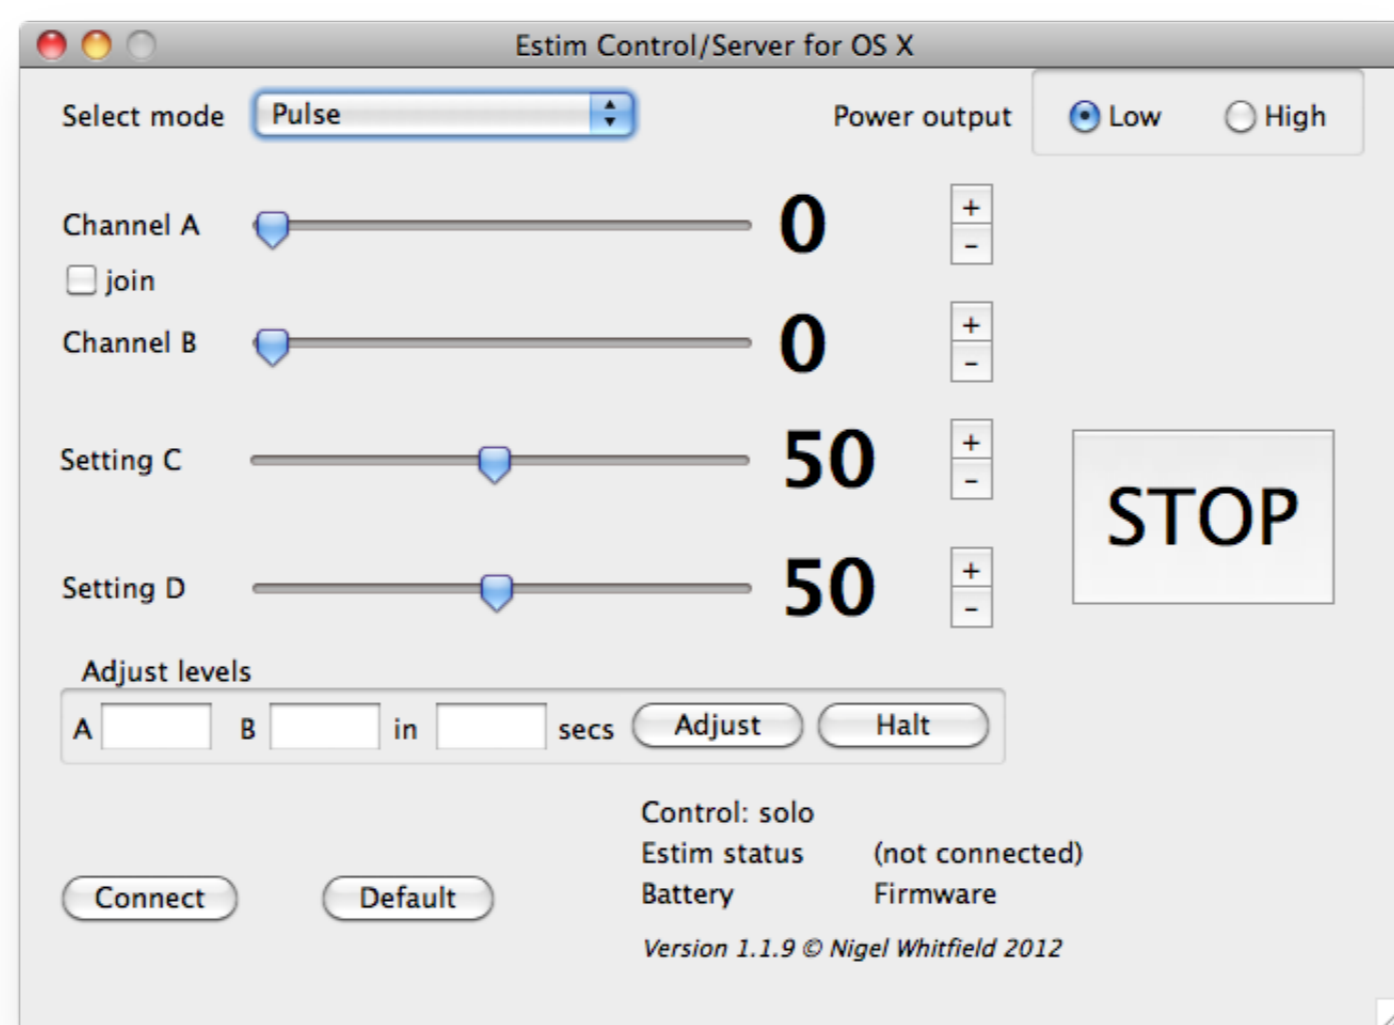 Estim Control/Server for OS X
Select mode Pulse Power output Low High
Channel A 0 + -
join
Channel B 0 + -
Setting C 50 + -
STOP
Setting D 50 + -
Adjust levels
A B in secs Adjust Halt
Control: solo
Estim status (not connected)
Connect Default Battery Firmware
Version 1.1.9 © Nigel Whitfield 2012